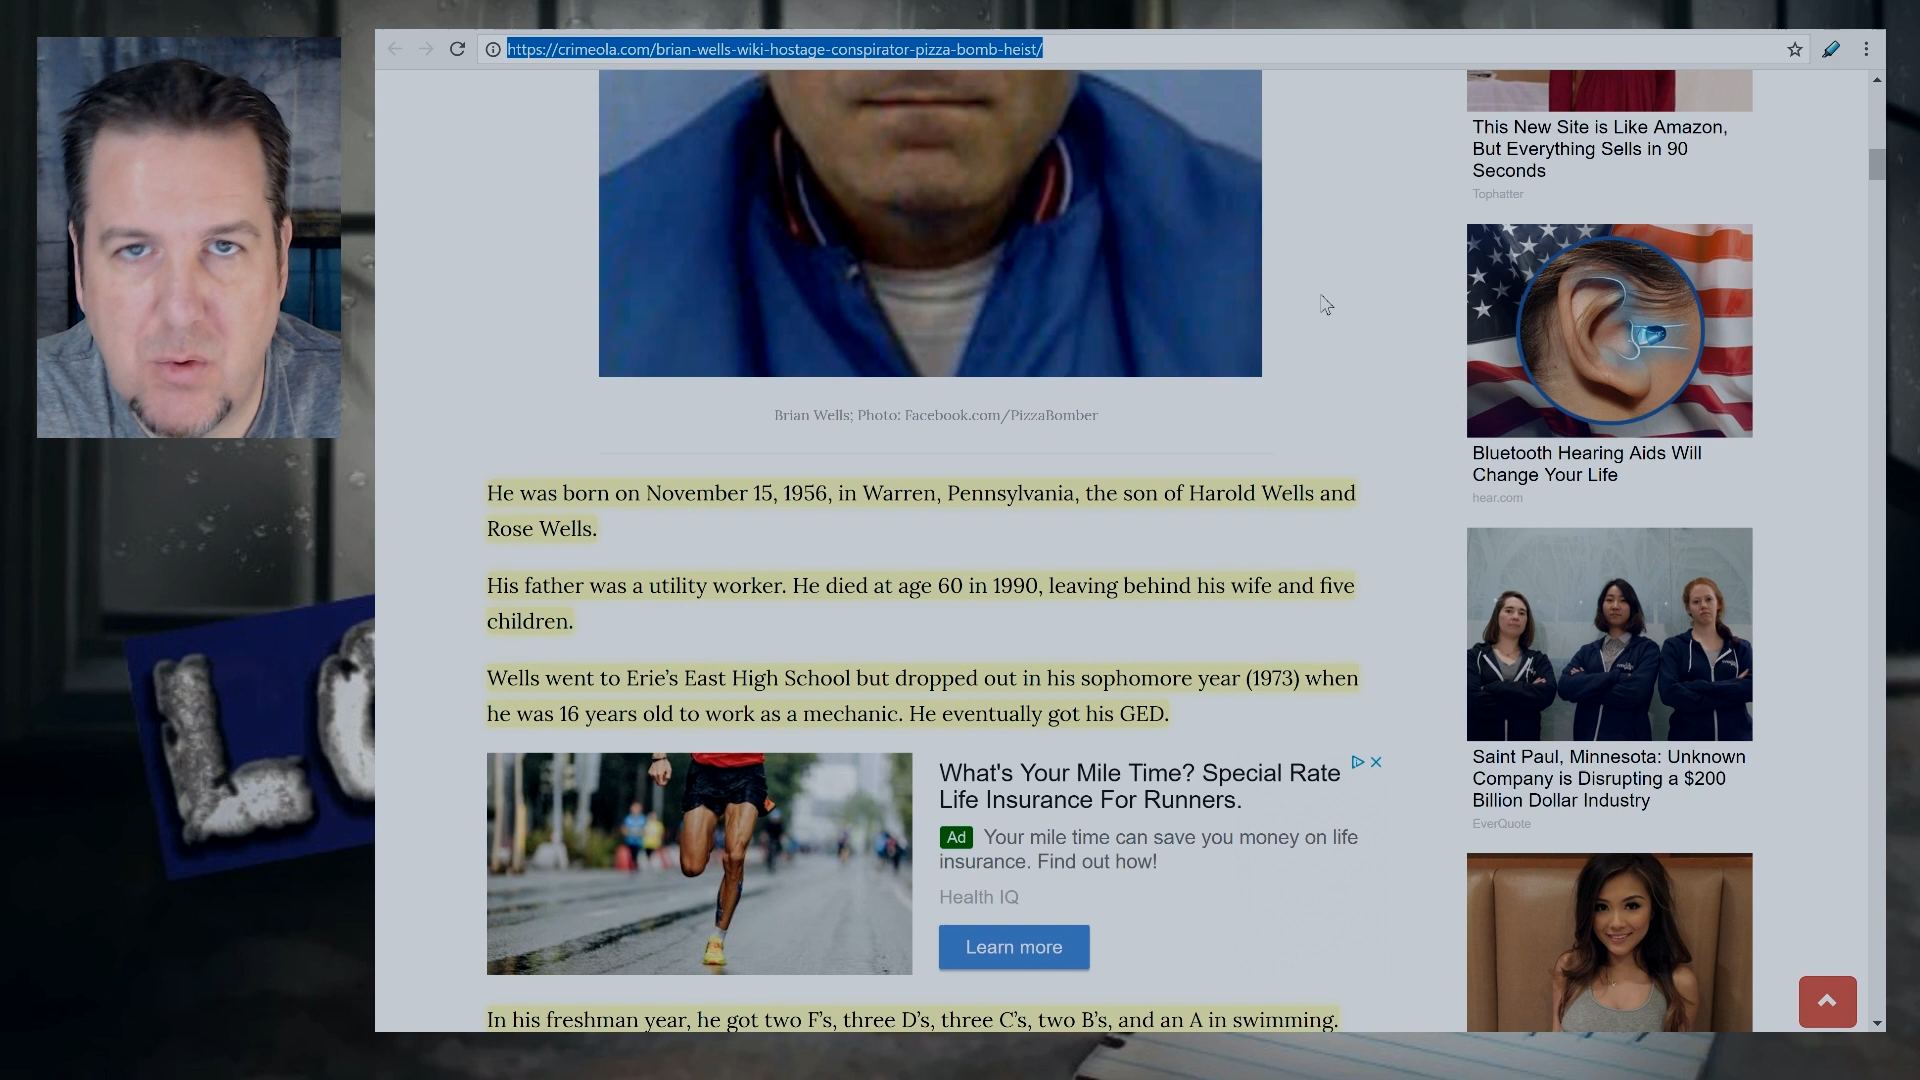 https://crimeola.com/brian-wells-wiki-hostage-conspirator-pizza-bomb-heist/
Brian Wells; Photo: Facebook.com/PizzaBomber
He was born on November 15, 1956, in Warren, Pennsylvania, the son of Harold Wells and
Rose Wells.
His father was a utility worker. He died at age 60 in 1990, leaving behind his wife and five
children.
Wells went to Erie’s East High School but dropped out in his sophomore year (1973) when
he was 16 years old to work as a mechanic. He eventually got his GED.
What's Your Mile Time? Special Rate
Life Insurance For Runners.
Ad Your mile time can save you money on life
insurance. Find out how!
Health IQ
Learn more
In his freshman year, he got two F’s, three D’s, three C’s, two B’s, and an A in swimming.
This New Site is Like Amazon,
But Everything Sells in 90
Seconds
Tophatter
Bluetooth Hearing Aids Will
Change Your Life
hear.com
Saint Paul, Minnesota: Unknown
Company is Disrupting a $200
Billion Dollar Industry
EverQuote